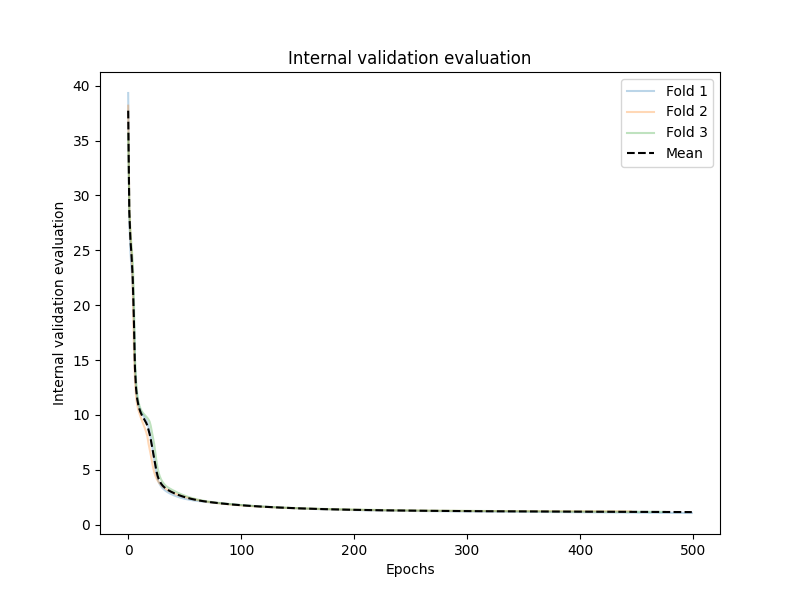 Internal validation evaluation
Fold 1
Fold 2
Fold 3
Mean
Internal validation evaluation
40
35
30
25
20
15
10
5
0
0 100 200 300 400 500
Epochs